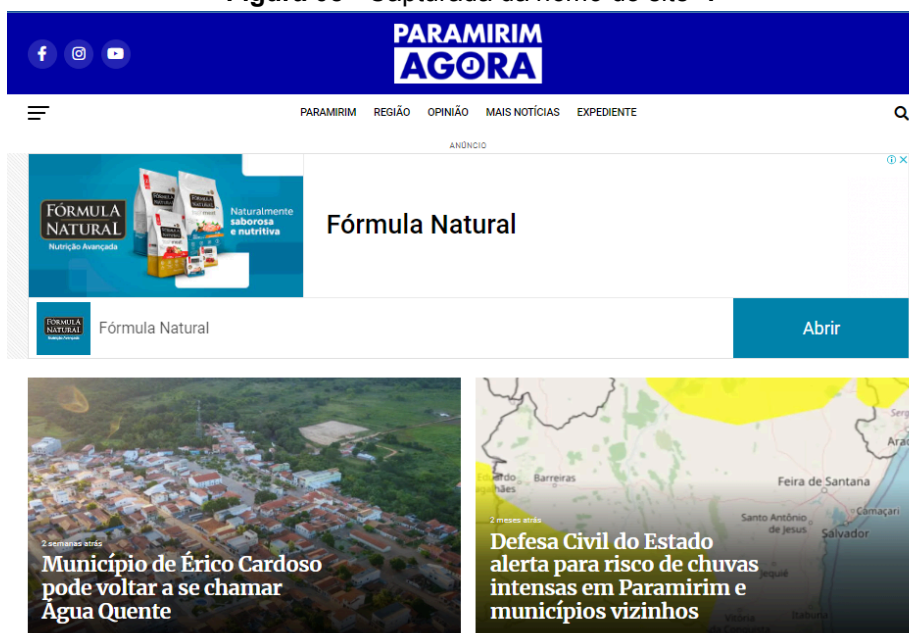 PARAMIRIM
AGORA
PARAMIRIM REGIÃO OPINIÃO MAIS NOTÍCIAS EXPEDIENTE
ANÚNCIO
FÓRMULA
NATURAL
Nutrição Avançada
Naturalmente
saborosa
e nutritiva
Fórmula Natural
FÓRMULA
NATURAL
Fórmula Natural
Abrir
2 semanas atrás
Município de Érico Cardoso
pode voltar a se chamar
Água Quente
Barreiras
Feira de Santana
Santo Antônio
de Jesus
Camaçari
Salvador
2 meses atrás
Defesa Civil do Estado
alerta para risco de chuvas
intensas em Paramirim e
municípios vizinhos